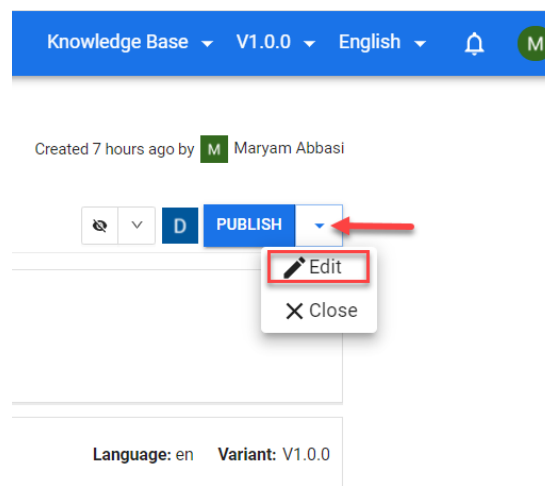 Knowledge Base V1.0.0 English M
Created 7 hours ago by M Maryam Abbasi
D PUBLISH
Edit
Close
Language: en Variant: V1.0.0